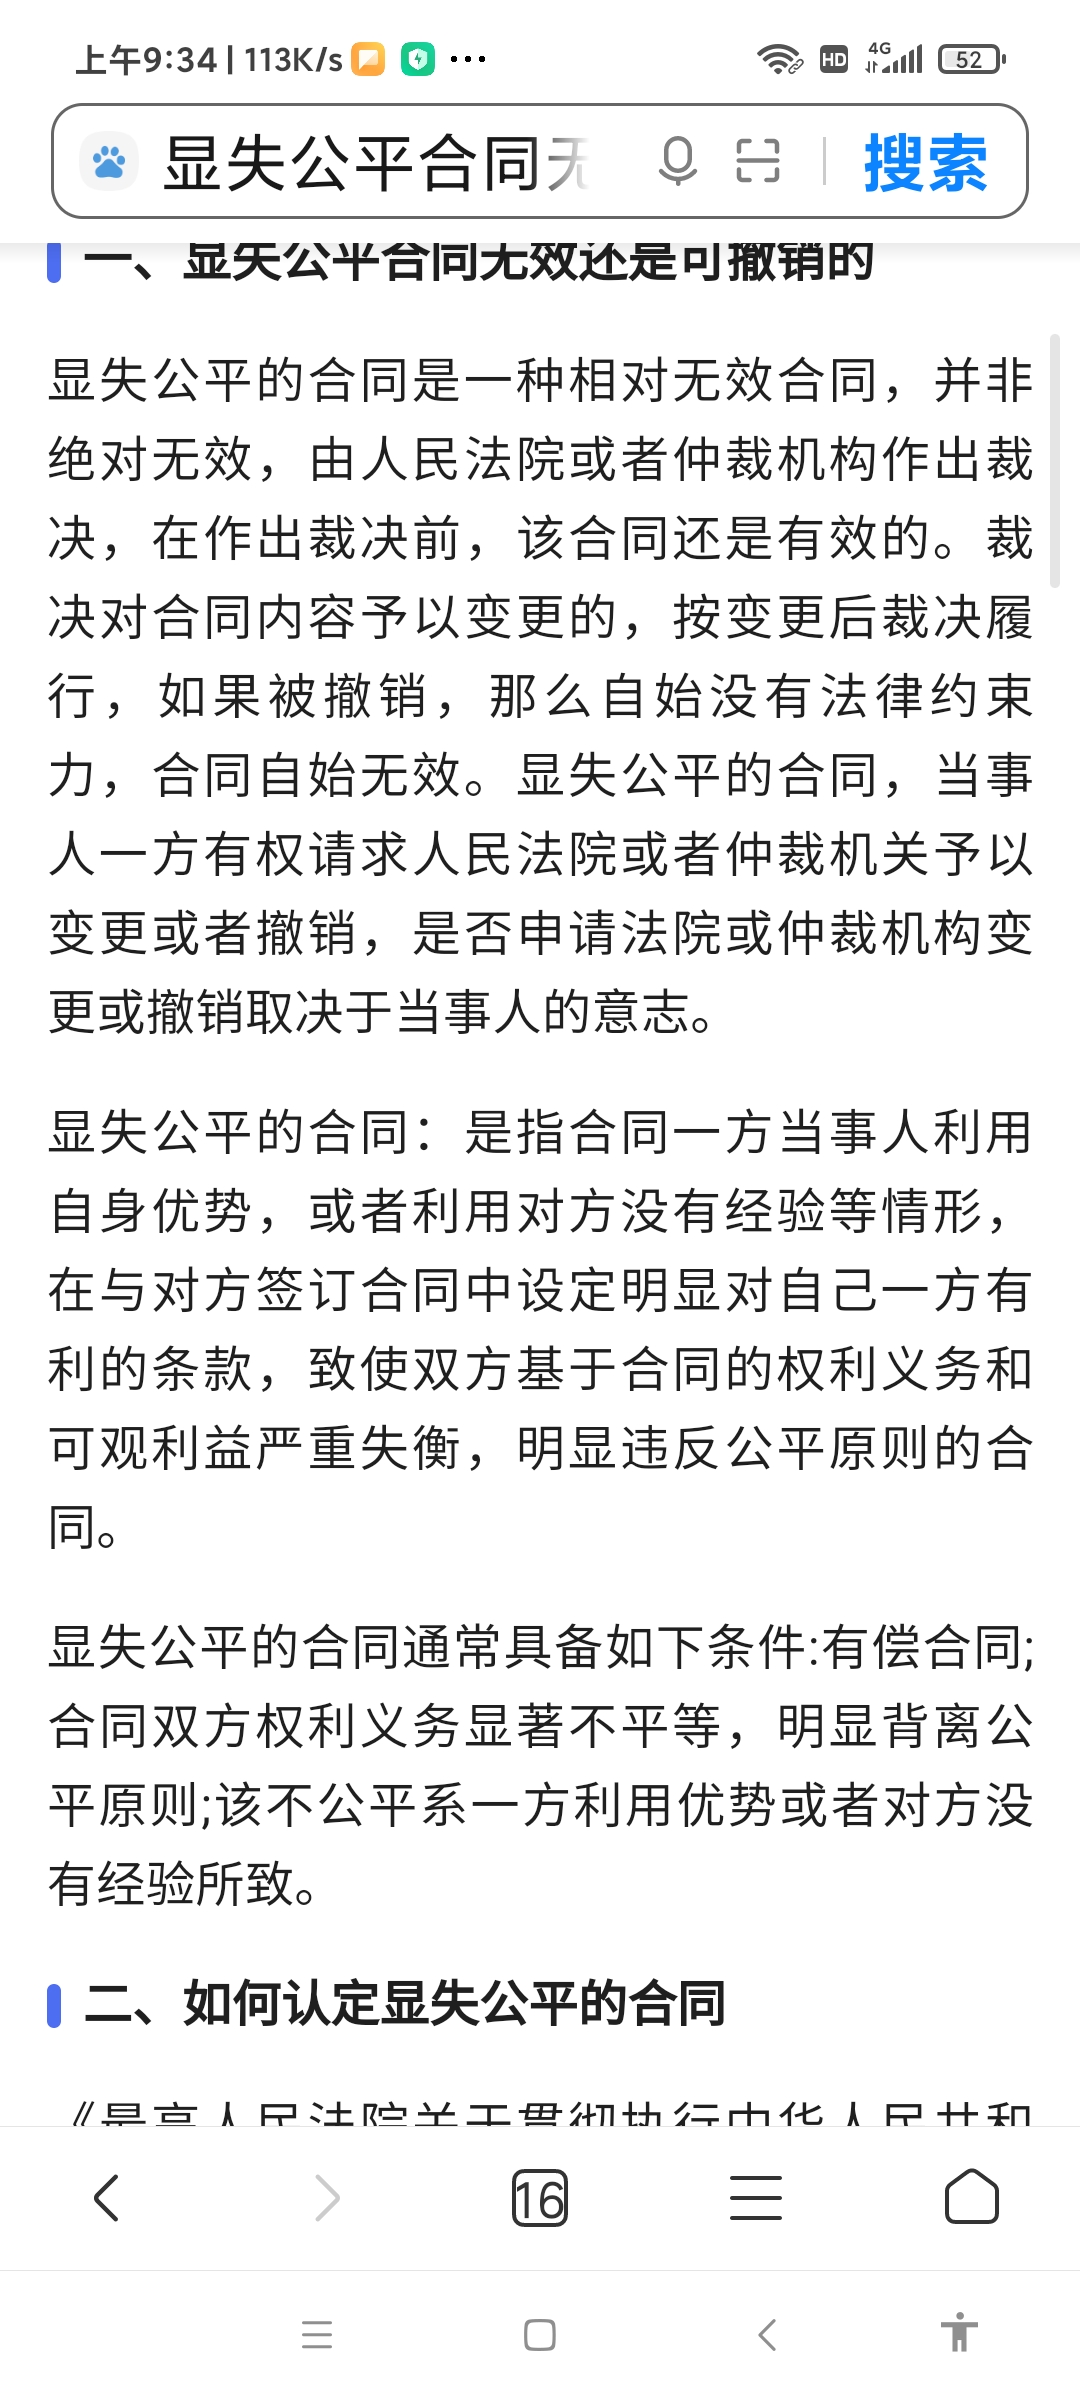 上午9:34 | 113K/s
HD
4G
52
显失公平合同无
搜索
一、显失公平合同无效还是可撤销的
显失公平的合同是一种相对无效合同，并非
绝对无效，由人民法院或者仲裁机构作出裁
决，在作出裁决前，该合同还是有效的。裁
决对合同内容予以变更的，按变更后裁决履
行，如果被撤销，那么自始没有法律约束
力，合同自始无效。显失公平的合同，当事
人一方有权请求人民法院或者仲裁机关予以
变更或者撤销，是否申请法院或仲裁机构变
更或撤销取决于当事人的意志。
显失公平的合同：是指合同一方当事人利用
自身优势，或者利用对方没有经验等情形，
在与对方签订合同中设定明显对自己一方有
利的条款，致使双方基于合同的权利义务和
可观利益严重失衡，明显违反公平原则的合
同。
显失公平的合同通常具备如下条件:有偿合同;
合同双方权利义务显著不平等，明显背离公
平原则;该不公平系一方利用优势或者对方没
有经验所致。
二、如何认定显失公平的合同
《最高人民法院关于贯彻执行中华人民共和
16